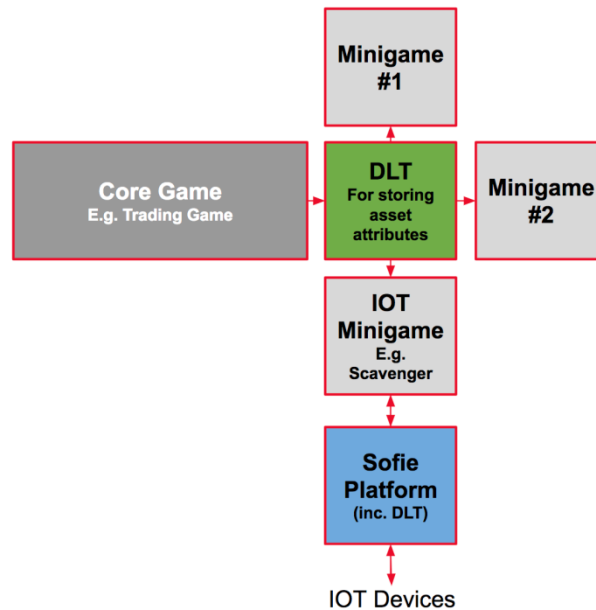 Minigame
#1
Core Game
E.g. Trading Game
DLT
For storing
asset
attributes
Minigame
#2
IOT
Minigame
E.g.
Scavenger
Sofie
Platform
(inc. DLT)
IOT Devices